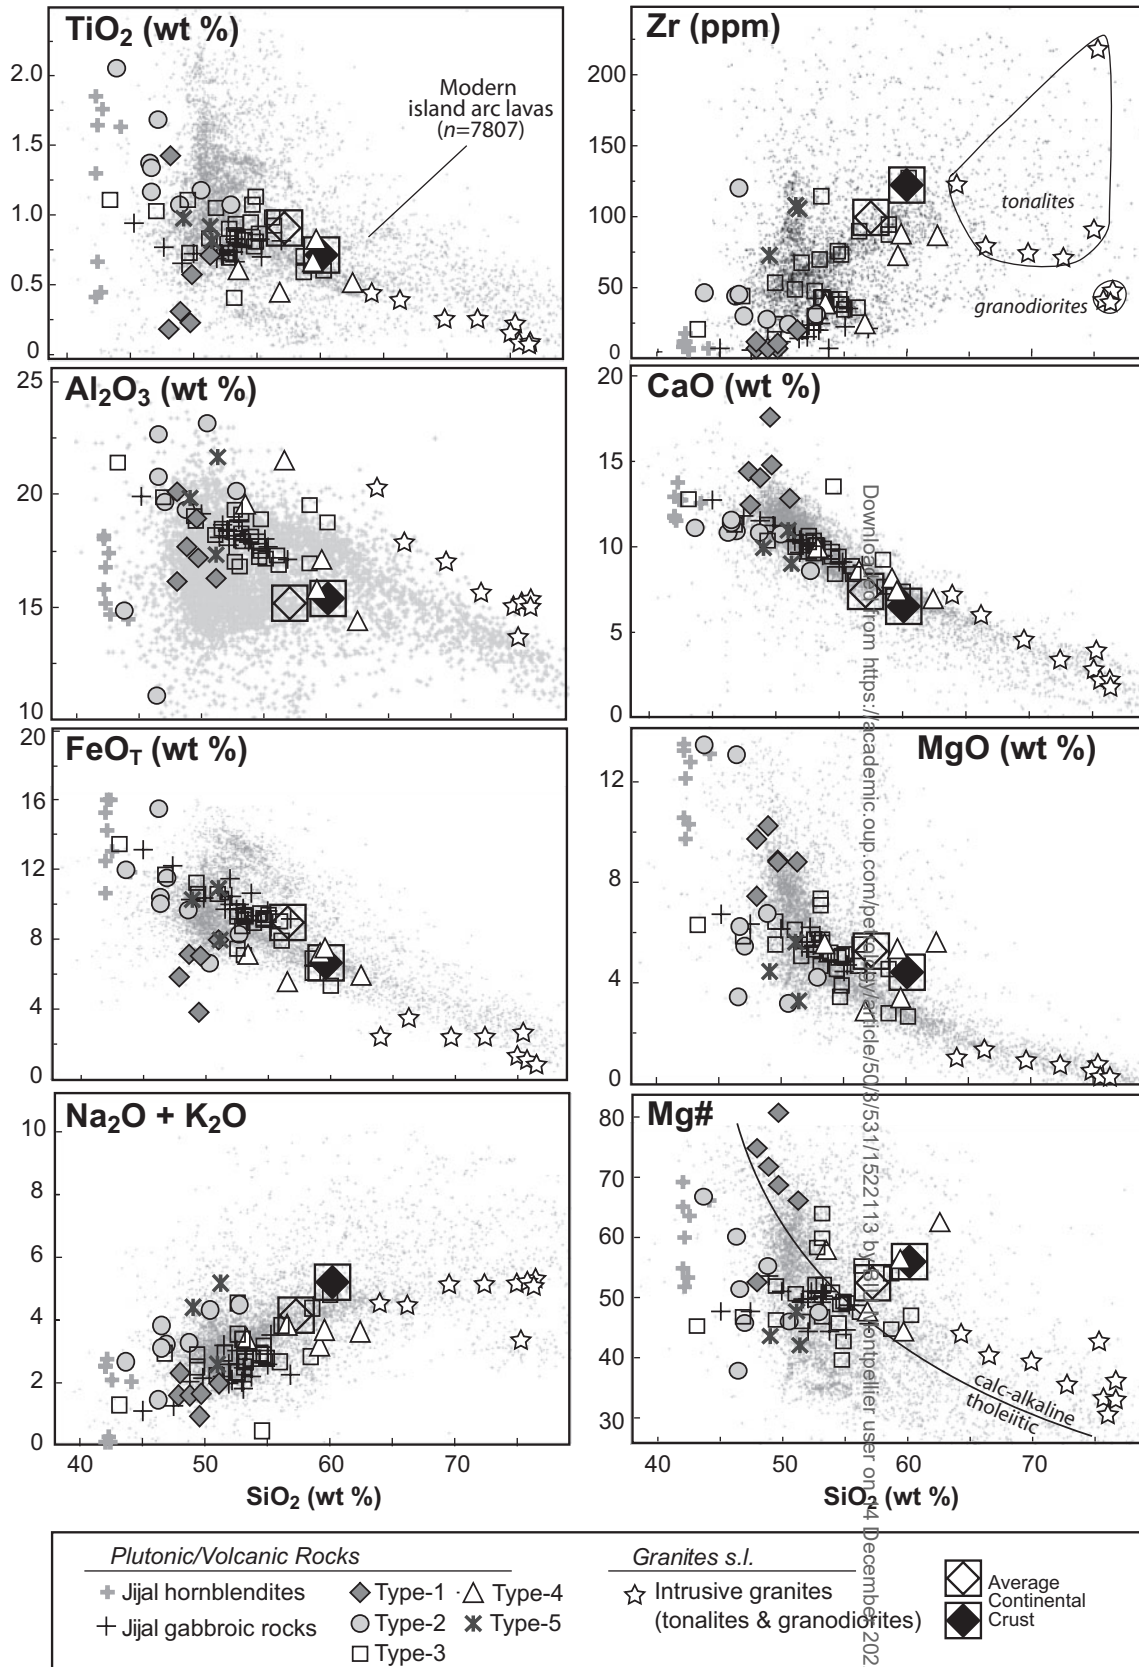 TiO2 (wt %)
2.0
1.5
1.0
0.5
0
Modern
island arc lavas
(n=7807)
Zr (ppm)
200
150
100
50
0
tonalites
granodiorites
Al2O3 (wt %)
25
20
15
10
CaO (wt %)
20
15
10
5
0
FeOT (wt %)
20
16
12
8
4
0
MgO (wt %)
12
8
4
0
Na2O + K2O
10
8
6
4
2
0
40 50 60 70
SiO2 (wt %)
Mg#
80
70
60
50
40
30
calc-alkaline
tholeiitic
40 50 60 70
SiO2 (wt %)
Plutonic/Volcanic Rocks
Jijal hornblendites
Jijal gabbroic rocks
Type-1
Type-2
Type-3
Type-4
Type-5
Granites s.l.
Intrusive granites
(tonalites & granodiorites)
Average
Continental
Crust
Downloaded from https://academic.oup.com/petrology/article/50/3/531/1522113 by Montpellier user on 14 December 202